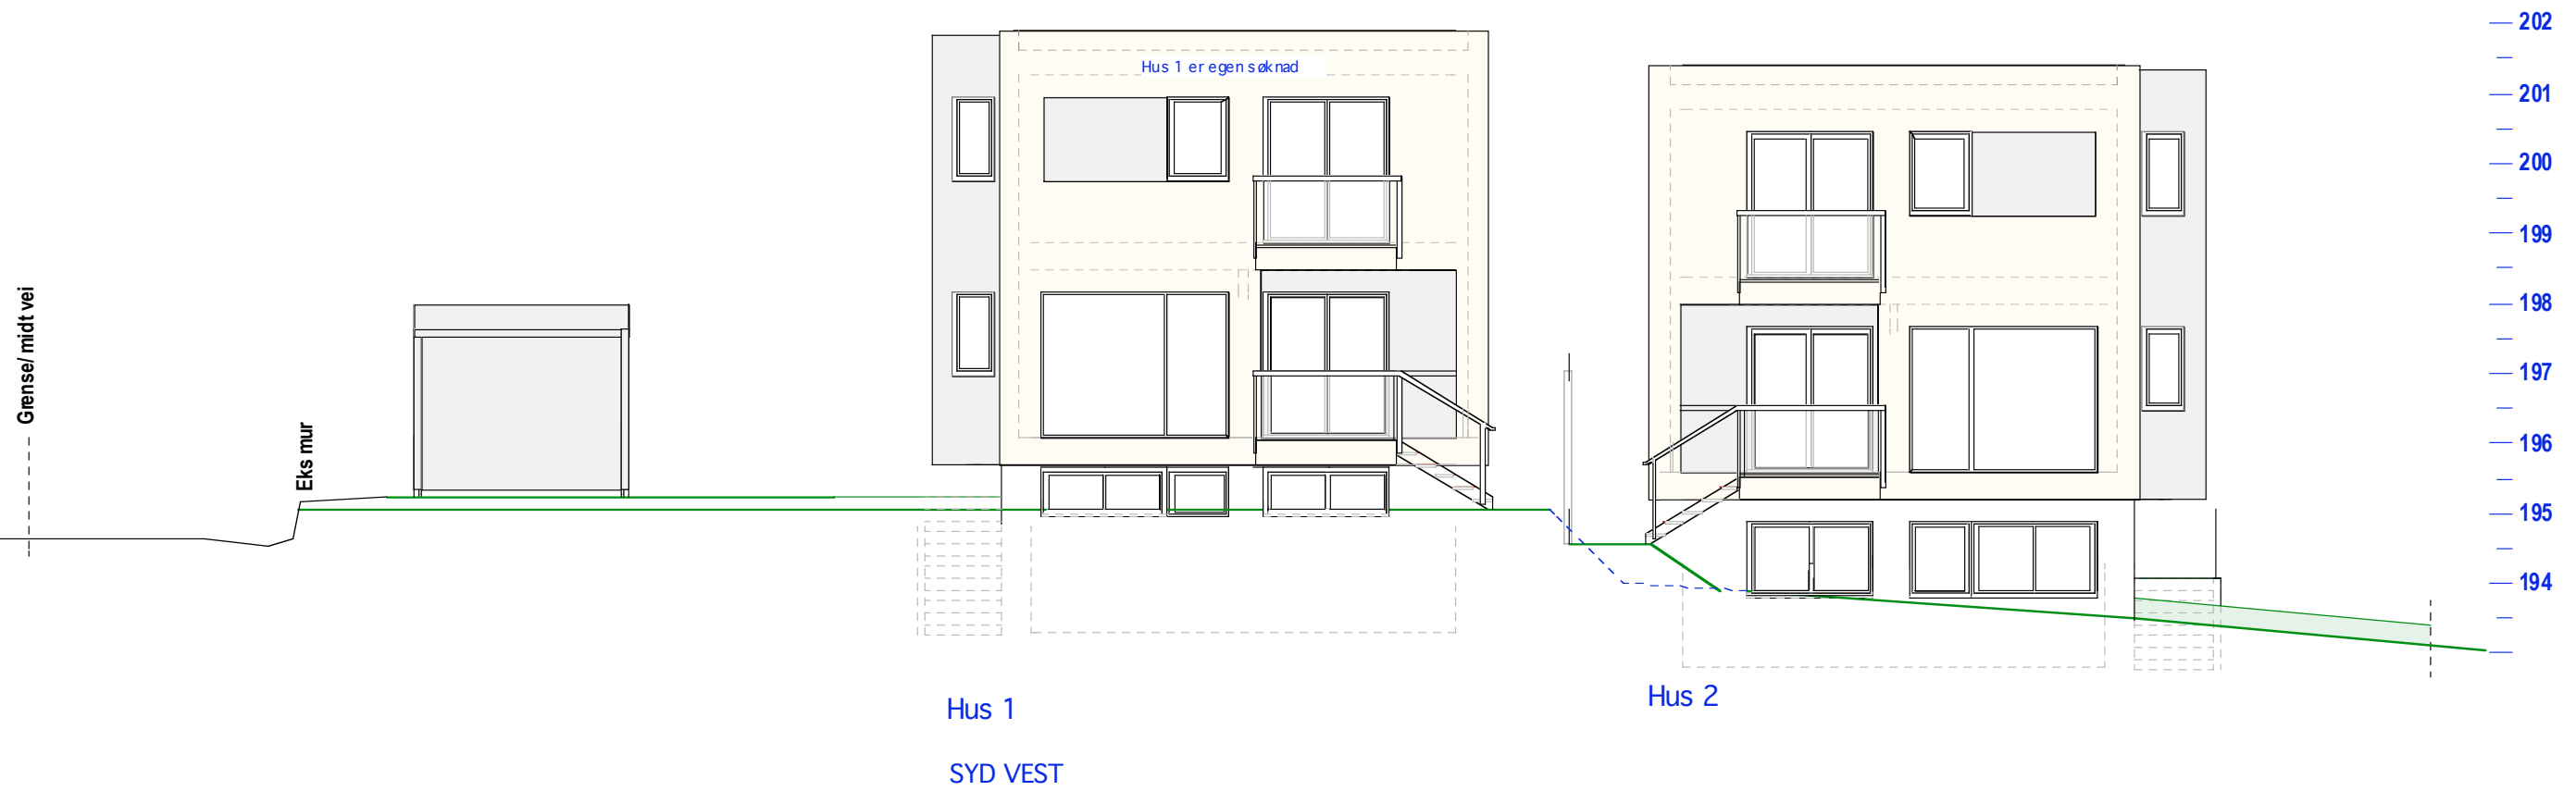 202
Hus 1 er egen søknad
201
200
199
198
197
196
195
194
Grense/ midt vei
Eks mur
Hus 1
Hus 2
SYD VEST